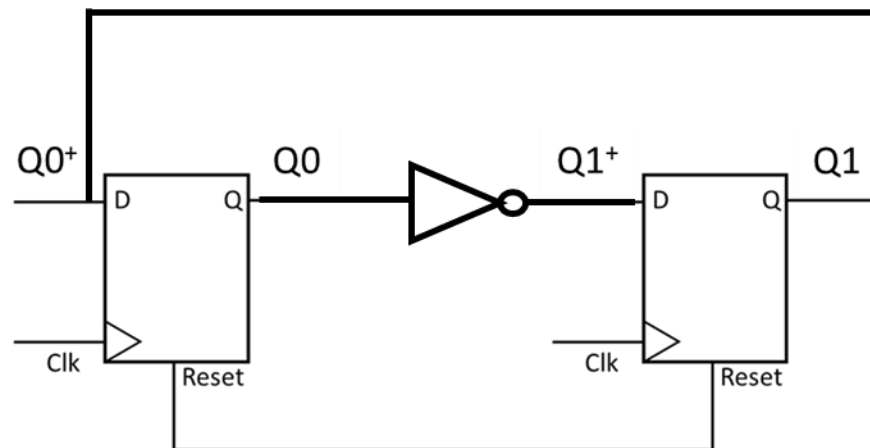 Q0⁺ Q0 Q1⁺ Q1
D Q D Q
Clk Clk
Reset Reset